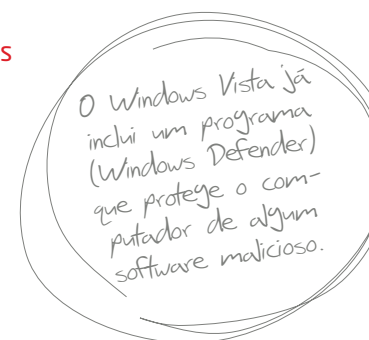 s
O Windows Vista já
inclui um programa
(Windows Defender)
que protege o com-
putador de algum
software malicioso.